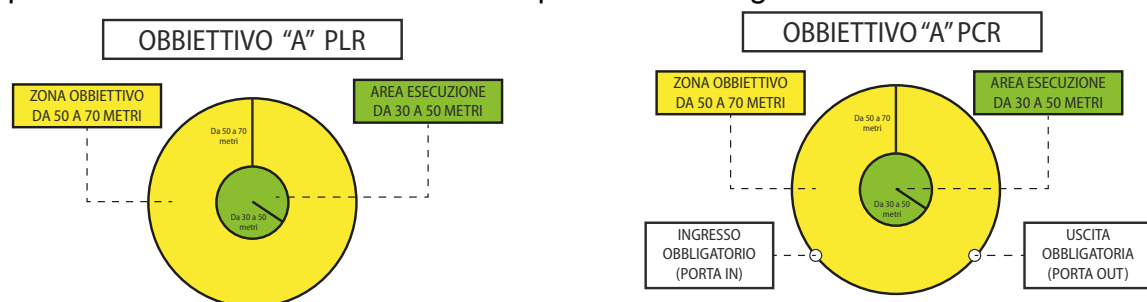 OBBIETTIVO “A” PLR
ZONA OBBIETTIVO
DA 50 A 70 METRI
AREA ESECUZIONE
DA 30 A 50 METRI
Da 50 a 70
metri
Da 30 a 50
metri
OBBIETTIVO “A” PCR
ZONA OBBIETTIVO
DA 50 A 70 METRI
AREA ESECUZIONE
DA 30 A 50 METRI
Da 50 a 70
metri
Da 30 a 50
metri
INGRESSO
OBBLIGATORIO
(PORTA IN)
USCITA
OBBLIGATORIA
(PORTA OUT)